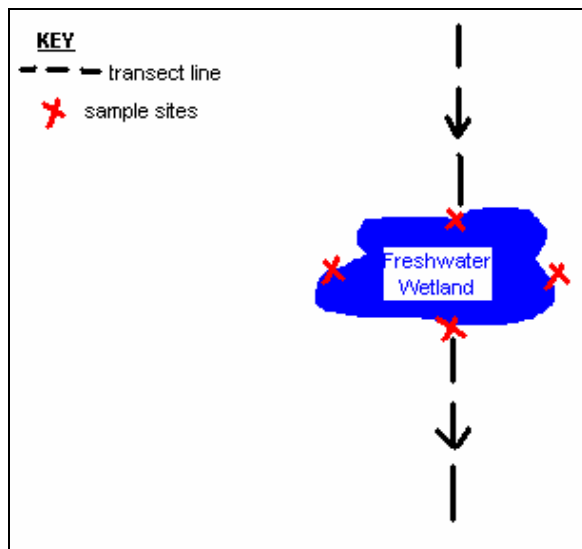 KEY
transect line
sample sites
Freshwater
Wetland